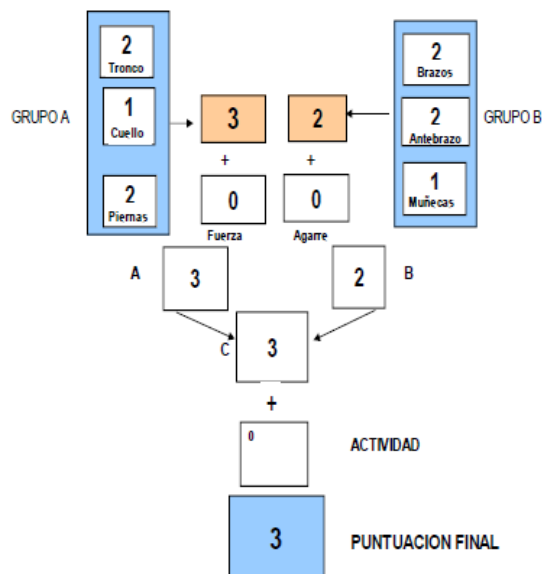 2
Tronco
GRUPO A
1
Cuello
2
Piernas
3
2
+
+
0
0
Fuerza
Agarre
2
Brazos
2
Antebrazo
GRUPO B
1
Muñecas
A
3
2
B
C
3
+
0
ACTIVIDAD
3
PUNTUACION FINAL